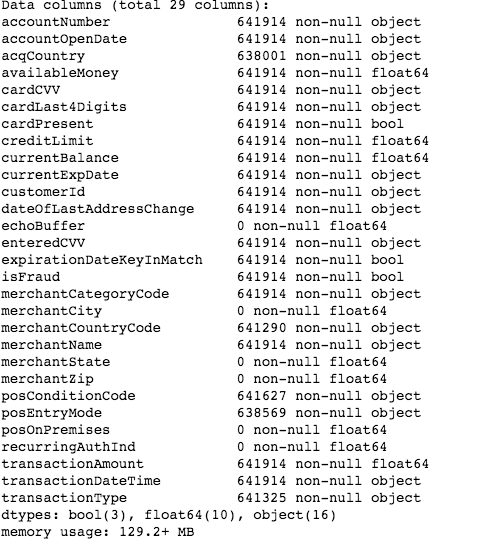 Data columns (total 29 columns):
accountNumber 641914 non-null object
accountOpenDate 641914 non-null object
acqCountry 638001 non-null object
availableMoney 641914 non-null float64
cardCVV 641914 non-null object
cardLast4Digits 641914 non-null object
cardPresent 641914 non-null bool
creditLimit 641914 non-null float64
currentBalance 641914 non-null float64
currentExpDate 641914 non-null object
customerId 641914 non-null object
dateOfLastAddressChange 641914 non-null object
echoBuffer 0 non-null float64
enteredCVV 641914 non-null object
expirationDateKeyInMatch 641914 non-null bool
isFraud 641914 non-null bool
merchantCategoryCode 641914 non-null object
merchantCity 0 non-null float64
merchantCountryCode 641290 non-null object
merchantName 641914 non-null object
merchantState 0 non-null float64
merchantZip 0 non-null float64
posConditionCode 641627 non-null object
posEntryMode 638569 non-null object
posOnPremises 0 non-null float64
recurringAuthInd 0 non-null float64
transactionAmount 641914 non-null float64
transactionDateTime 641914 non-null object
transactionType 641325 non-null object
dtypes: bool(3), float64(10), object(16)
memory usage: 129.2+ MB